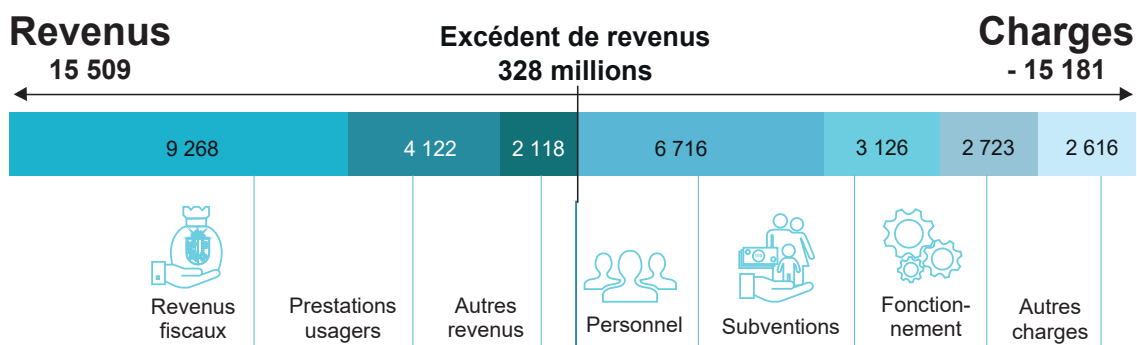 Revenus
15 509
Excédent de revenus
328 millions
Charges
- 15 181
9 268
4 122
2 118
6 716
3 126
2 723
2 616
Revenus
fiscaux
Prestations
usagers
Autres
revenus
Personnel
Subventions
Fonction-
nement
Autres
charges